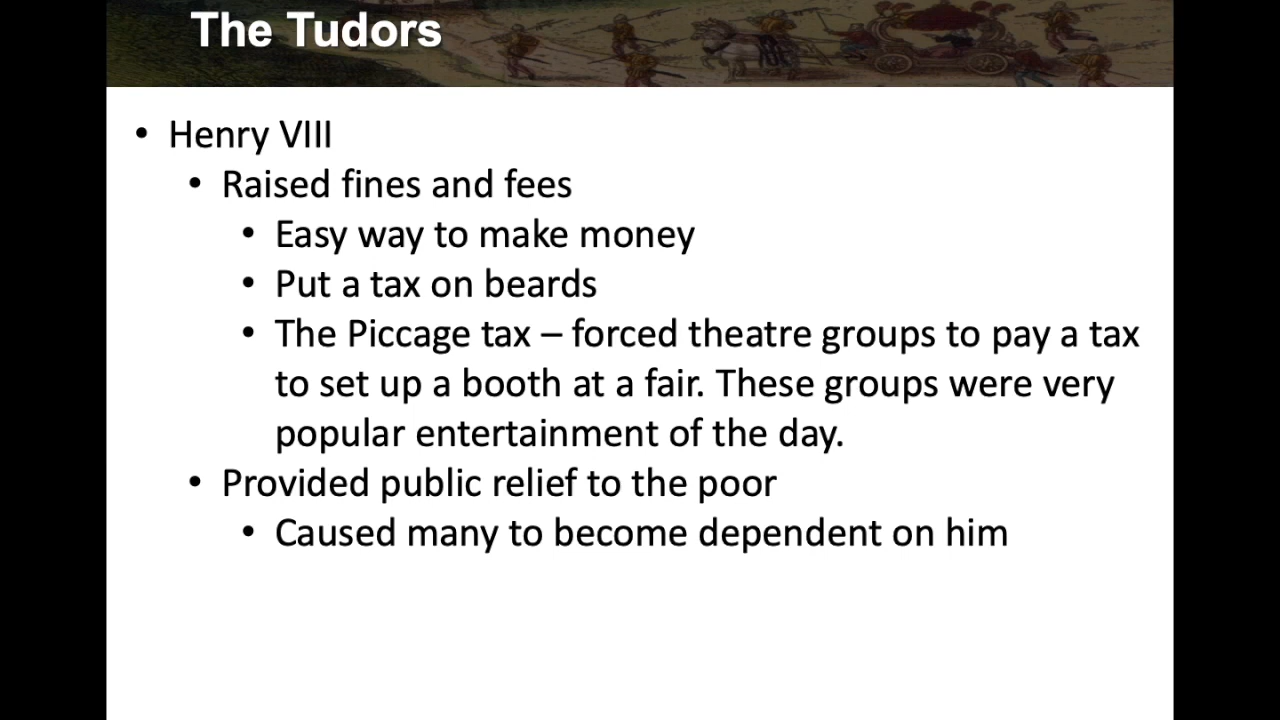 The Tudors
• Henry VIII
• Raised fines and fees
• Easy way to make money
• Put a tax on beards
• The Piccage tax – forced theatre groups to pay a tax
to set up a booth at a fair. These groups were very
popular entertainment of the day.
• Provided public relief to the poor
• Caused many to become dependent on him